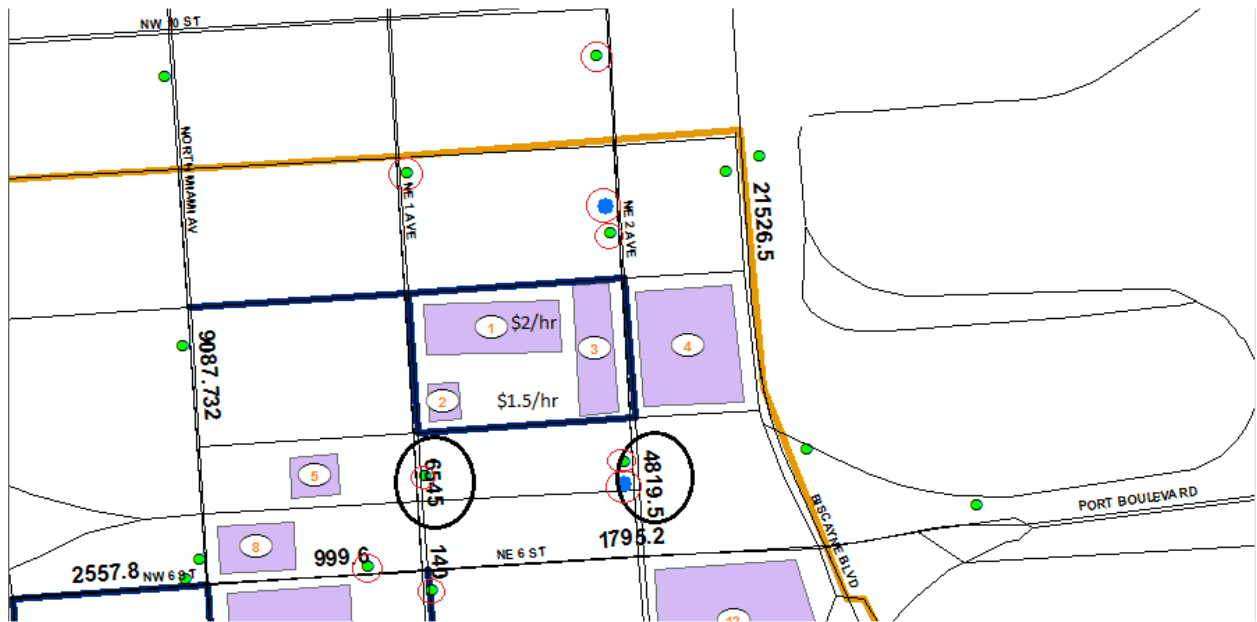 NW 10 ST
NORTH MIAMI AV
NE 1 AVE
NE 2 AVE
21526.5
1
$2/hr
3
4
9087.732
2
$1.5/hr
5
6545
4819.5
PORT BOULEVARD
BISCAYNE BLVD
8
999.6
140
NE 6 ST
1795.2
2557.8
NW 6 ST